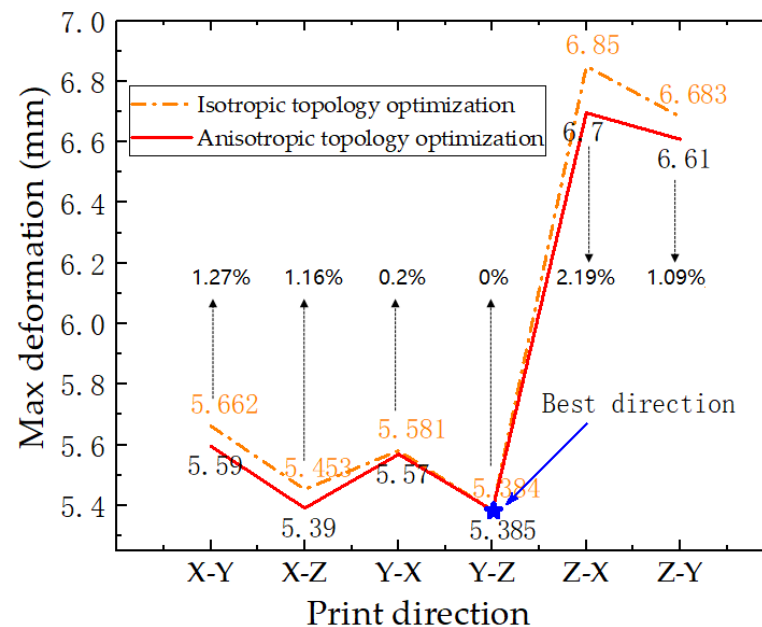 7.0
6.8
6.6
6.4
6.2
6.0
5.8
5.6
5.4
Max deformation (mm)
Isotropic topology optimization
Anisotropic topology optimization
6.85
6.683
6.7
6.61
1.27%
1.16%
0.2%
0%
2.19%
1.09%
5.662
5.453
5.581
5.384
Best direction
5.59
5.39
5.57
5.385
X-Y
X-Z
Y-X
Y-Z
Z-X
Z-Y
Print direction